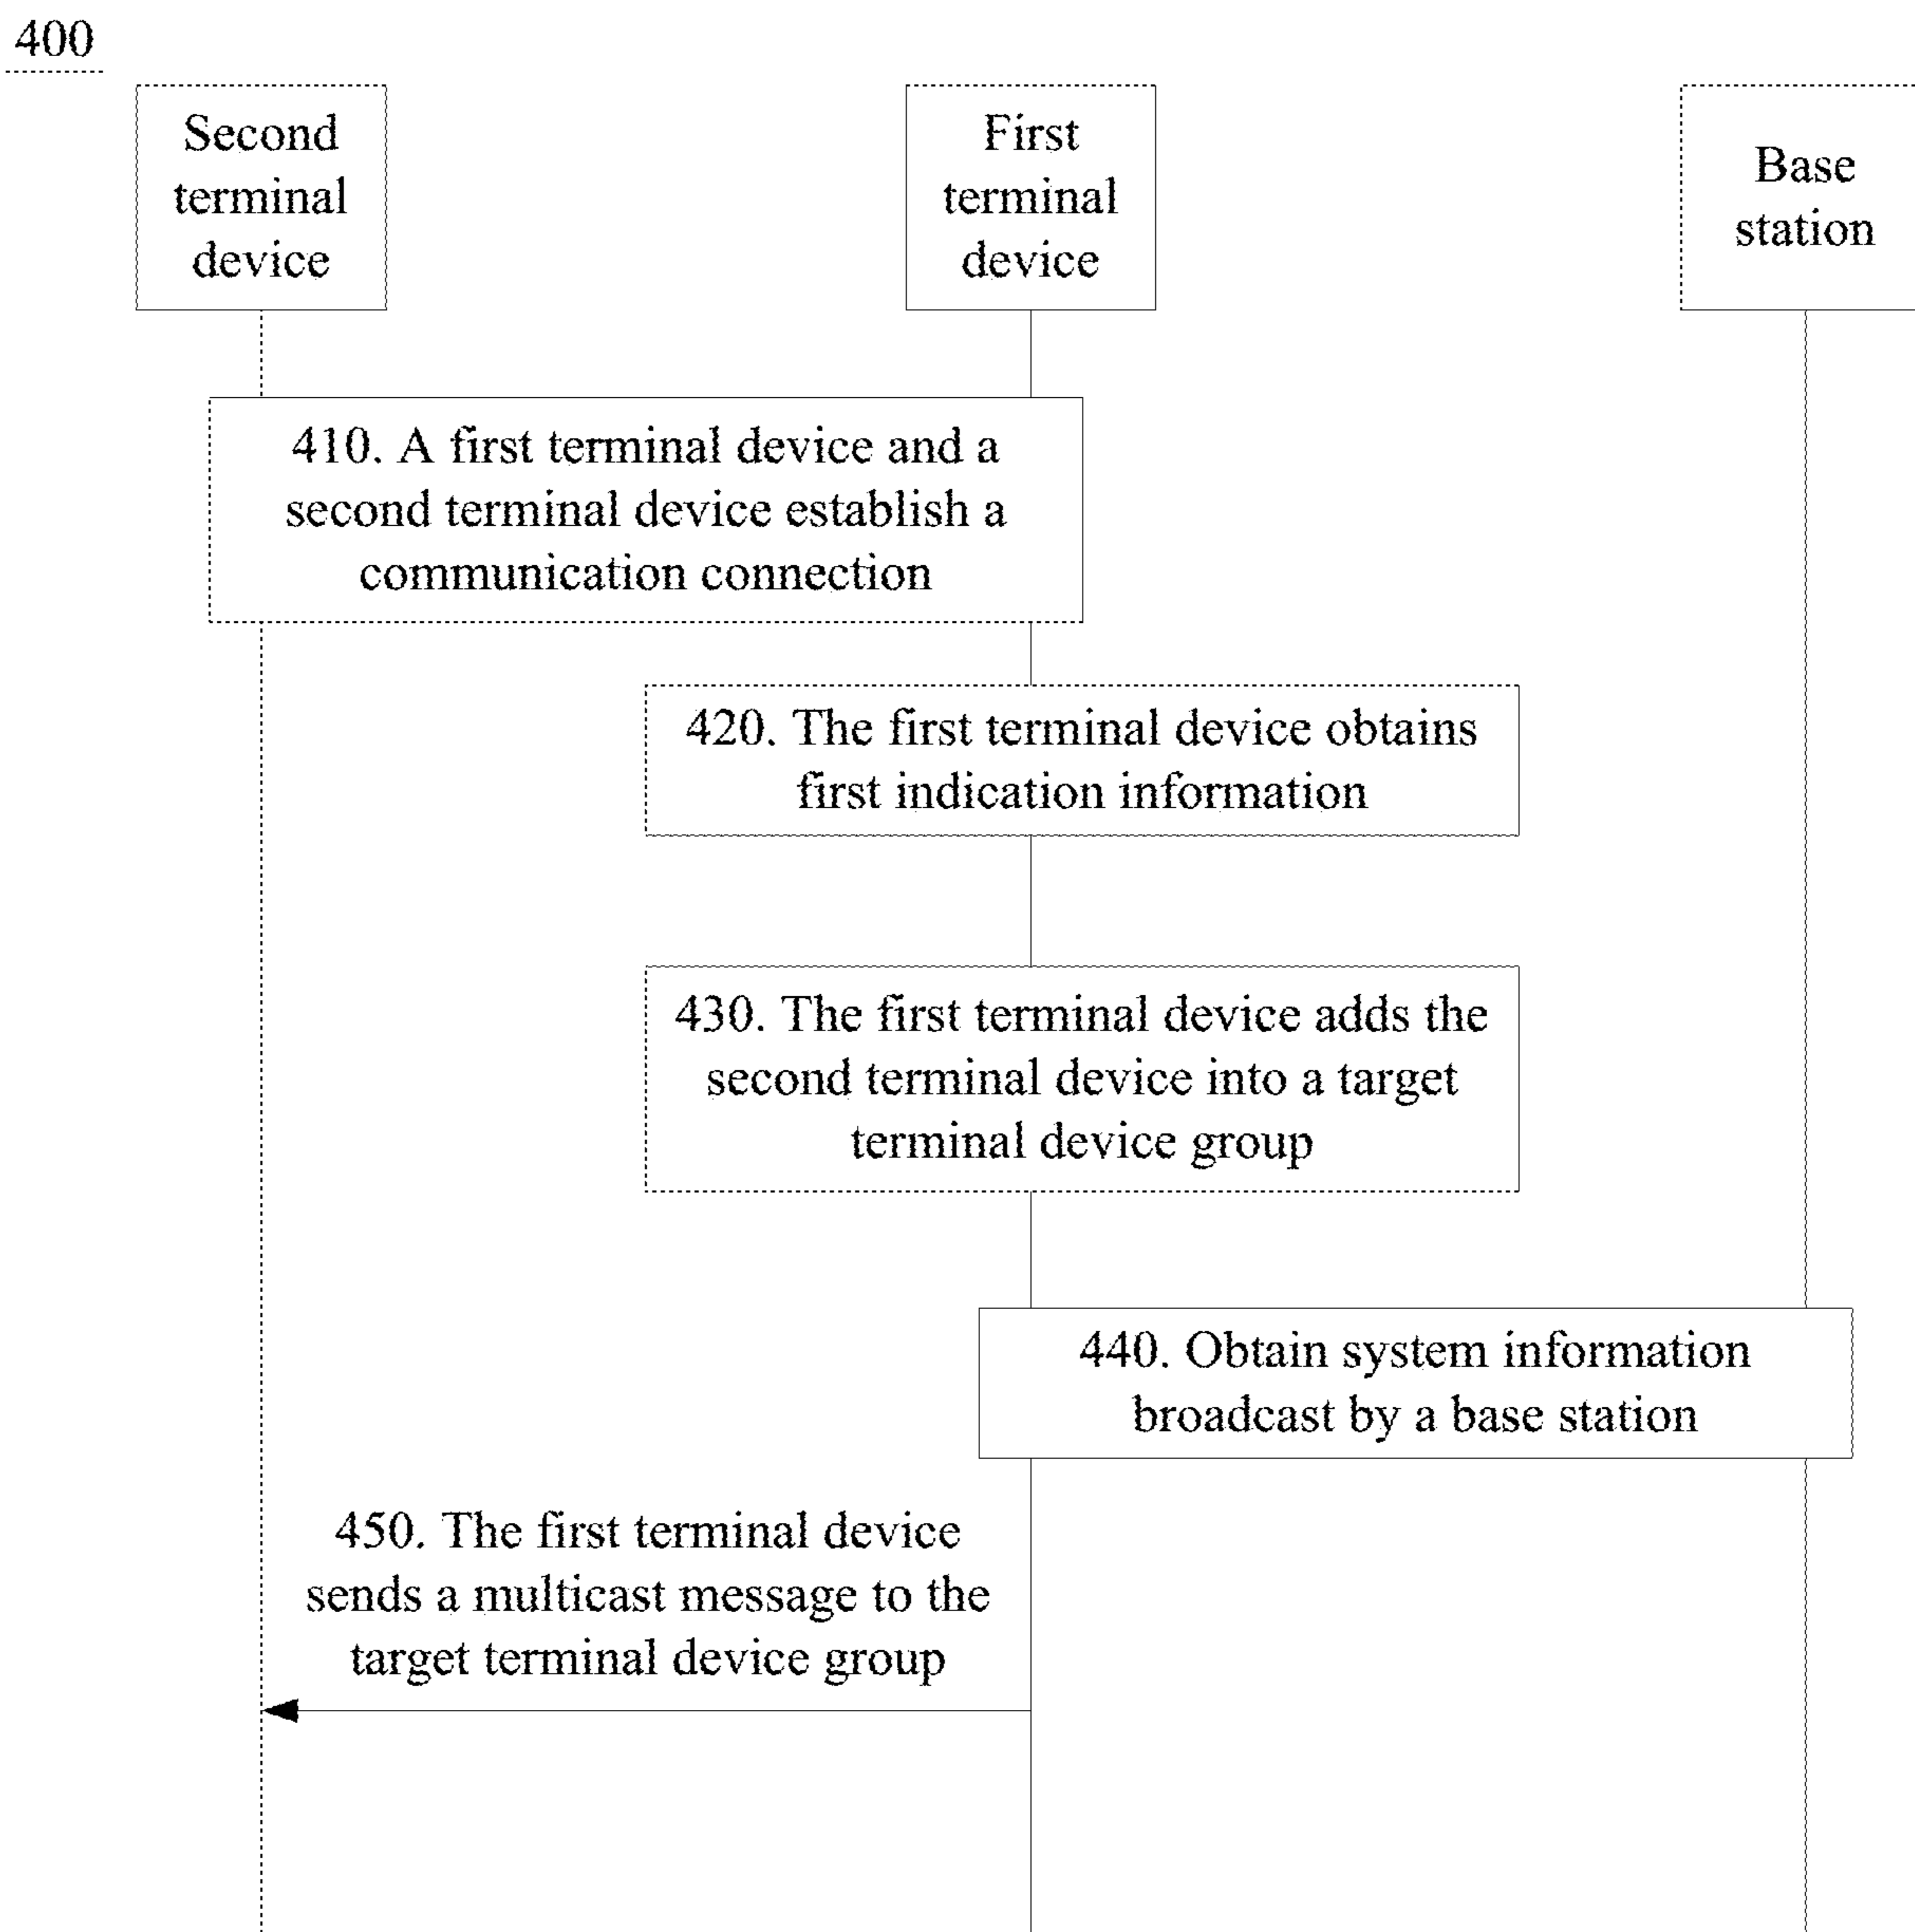 400
Second
terminal
device
First
terminal
device
Base
station
410. A first terminal device and a
second terminal device establish a
communication connection
420. The first terminal device obtains
first indication information
430. The first terminal device adds the
second terminal device into a target
terminal device group
440. Obtain system information
broadcast by a base station
450. The first terminal device
sends a multicast message to the
target terminal device group